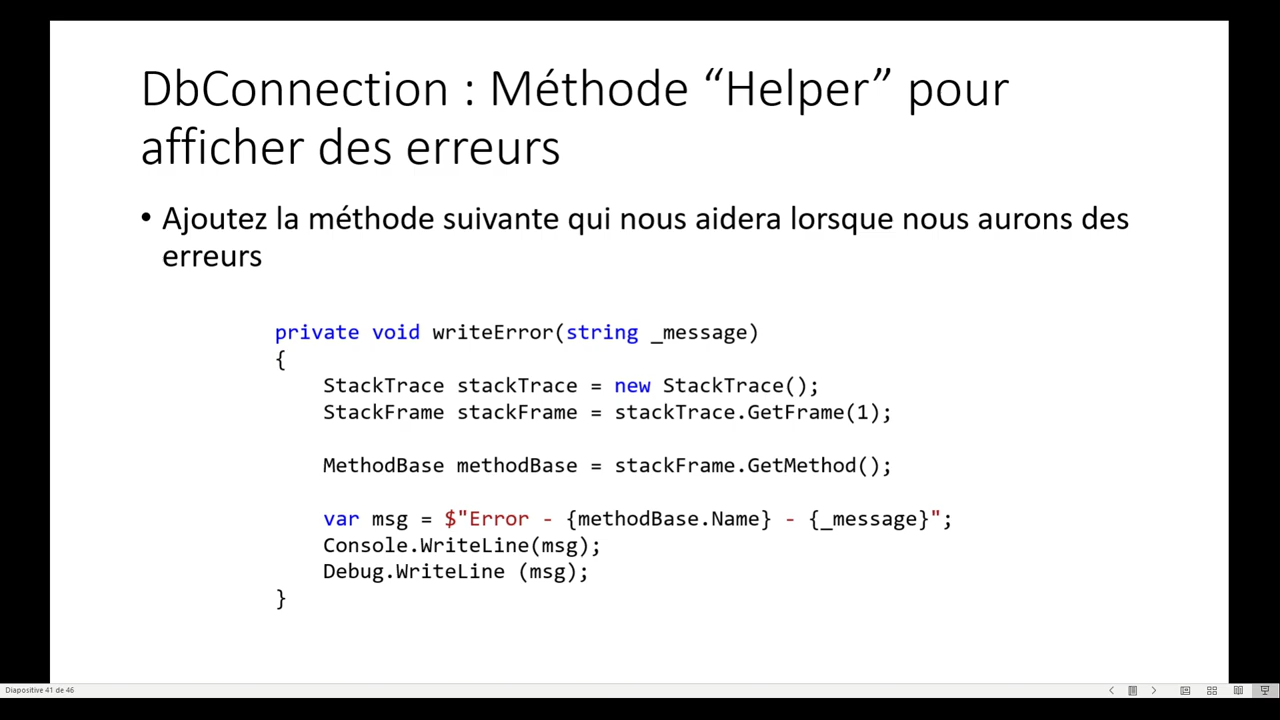 DbConnection : Méthode “Helper” pour
afficher des erreurs
• Ajoutez la méthode suivante qui nous aidera lorsque nous aurons des
erreurs
private void writeError(string _message)
{
StackTrace stackTrace = new StackTrace();
StackFrame stackFrame = stackTrace.GetFrame(1);
MethodBase methodBase = stackFrame.GetMethod();
var msg = $"Error - {methodBase.Name} - {_message}";
Console.WriteLine(msg);
Debug.WriteLine (msg);
}
Diapositive 41 de 46